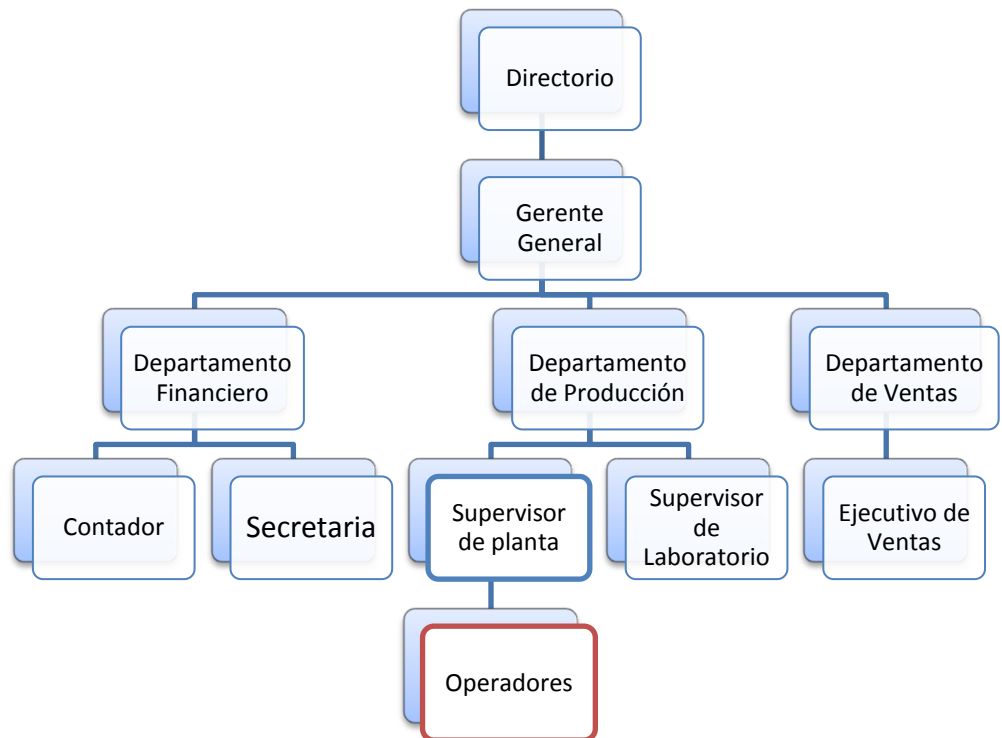 Directorio
Gerente
General
Departamento
Financiero
Departamento
de Producción
Departamento
de Ventas
Contador
Secretaria
Supervisor
de planta
Supervisor
de
Laboratorio
Ejecutivo de
Ventas
Operadores